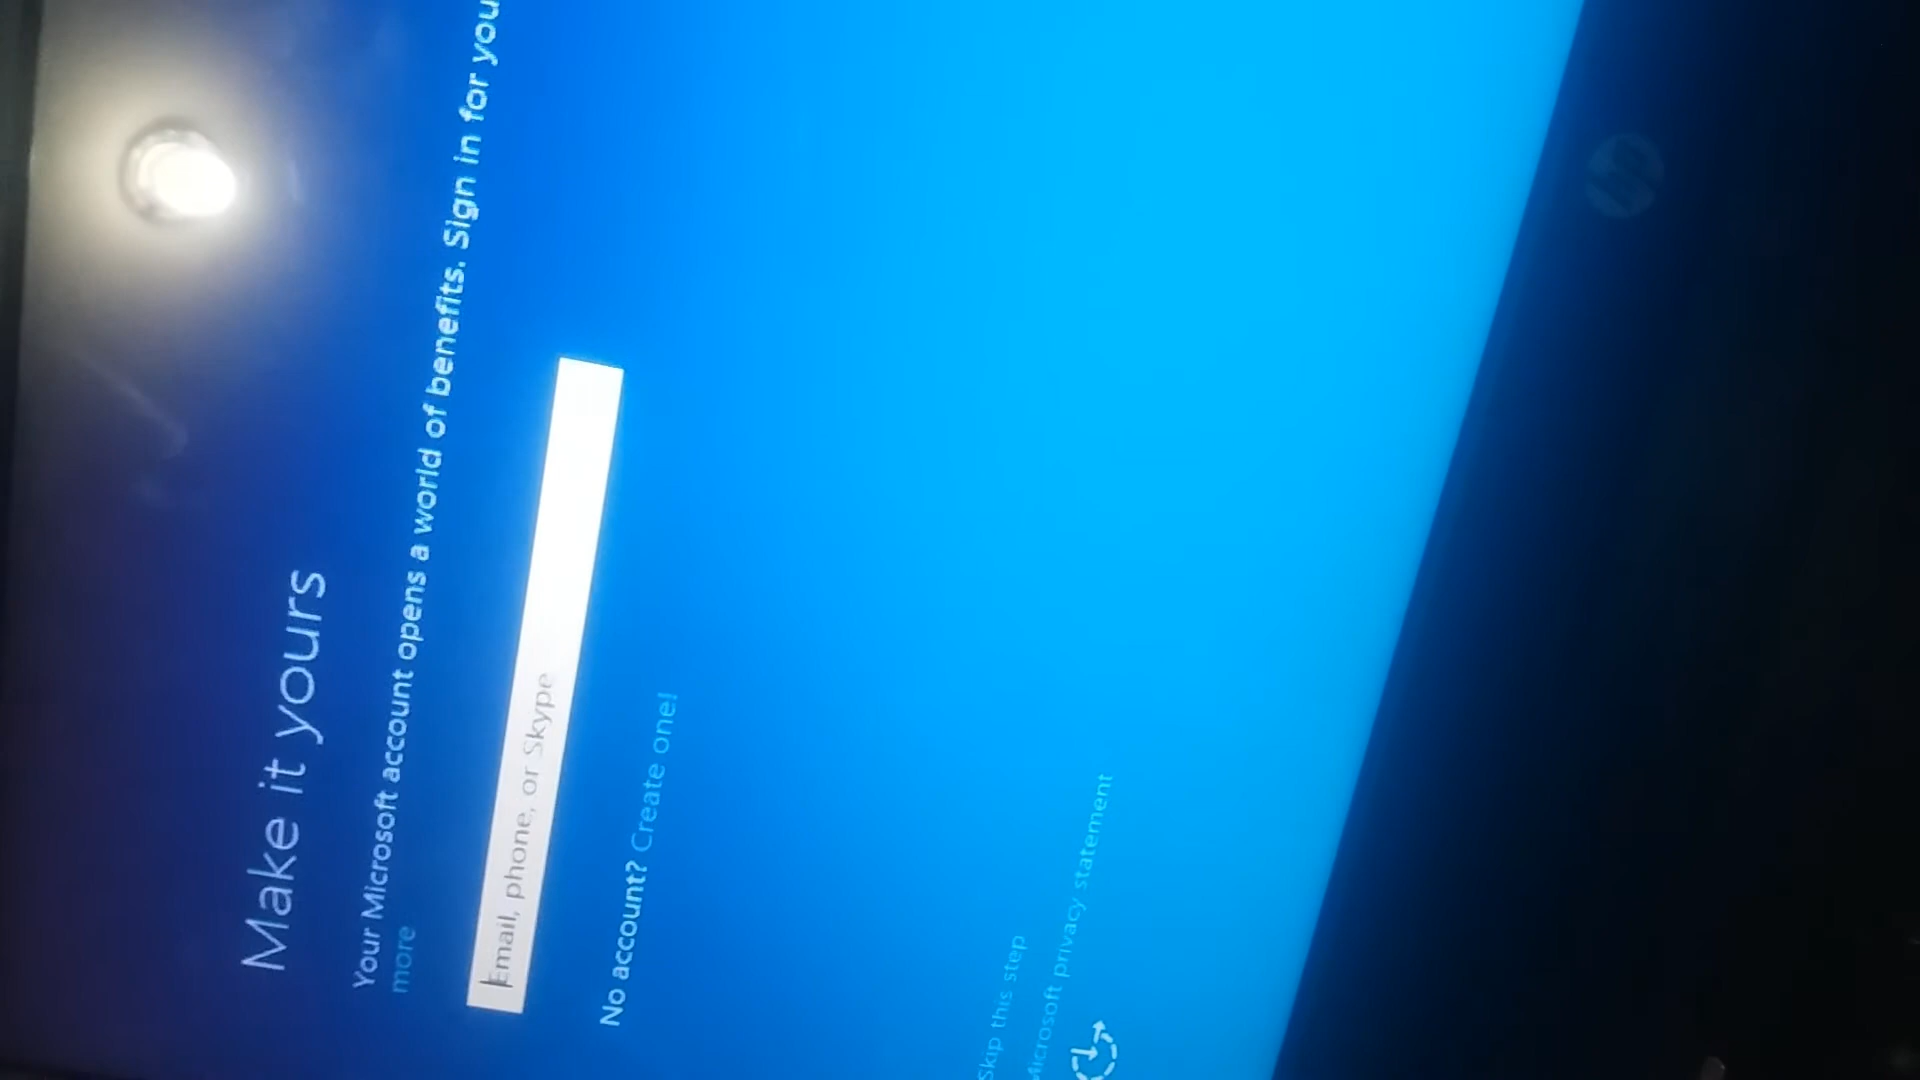 Make it yours
Your Microsoft account opens a world of benefits. Sign in for you
more
Email, phone, or Skype
No account? Create one!
Skip this step
Microsoft privacy statement
hp